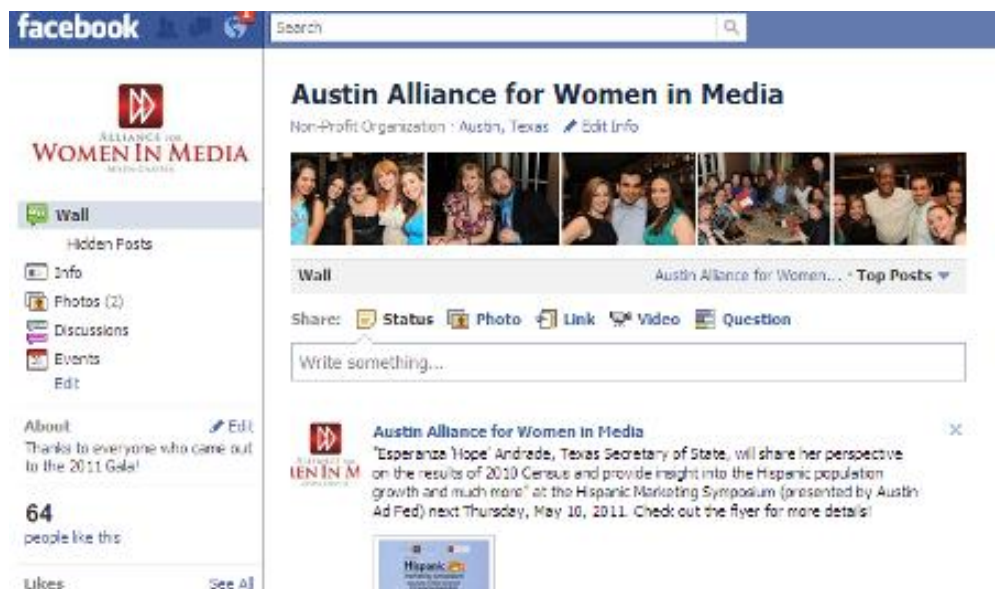 facebook
1
Search
ALLIANCE FOR
WOMEN IN MEDIA
Wall
Hidden Posts
Info
Photos (2)
Discussions
Events
Edit
About
Edit
Thanks to everyone who came out
to the 2011 Gala!
64
people like this
Likes
See All
Austin Alliance for Women in Media
Non-Profit Organization · Austin, Texas Edit Info
Wall
Austin Alliance for Women... · Top Posts
Share: Status Photo Link Video Question
Write something...
EN IN M
Austin Alliance for Women in Media
"Esperanza 'Hope' Andrade, Texas Secretary of State, will share her perspective
on the results of 2010 Census and provide insight into the Hispanic population
growth and much more" at the Hispanic Marketing Symposium (presented by Austin
Ad Fed) next Thursday, May 10, 2011. Check out the flyer for more details!
Hispanic